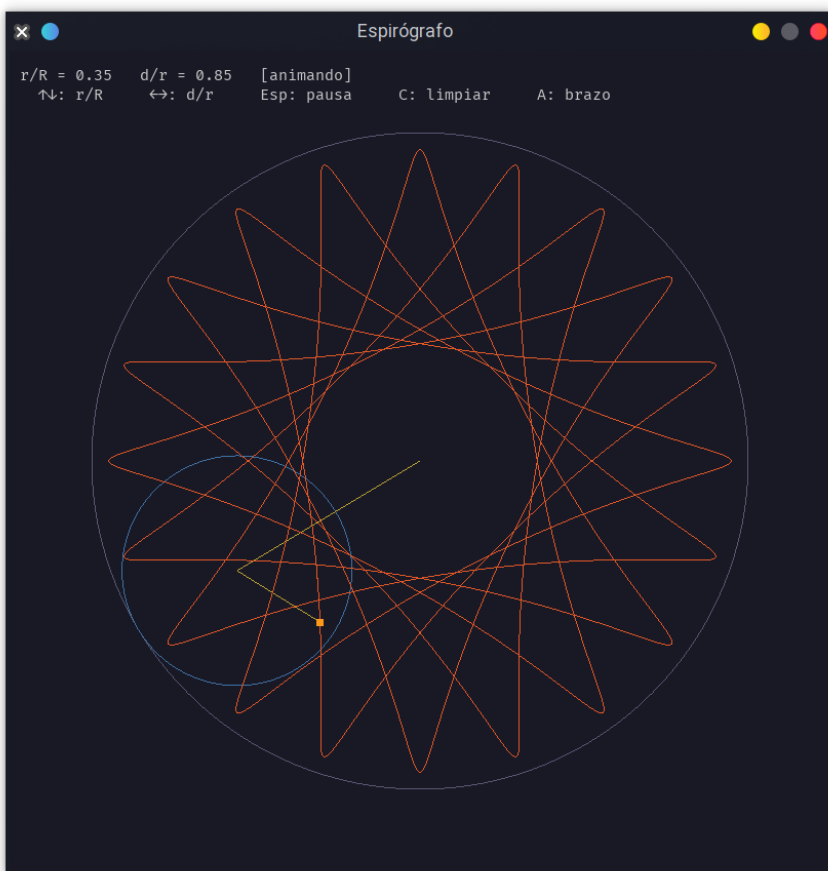 Espirógrafo
r/R = 0.35 d/r = 0.85 [animando]
↑↓: r/R ↔: d/r Esp: pausa C: limpiar A: brazo